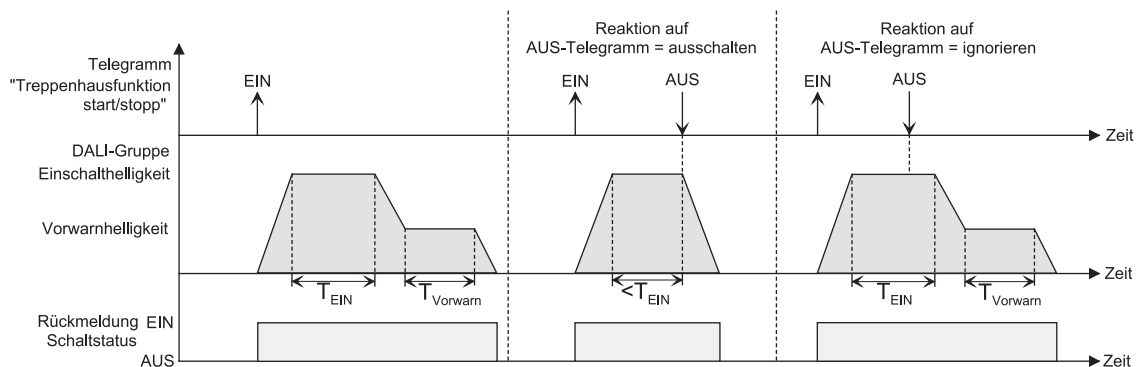 Reaktion auf
AUS-Telegramm = ausschalten
Reaktion auf
AUS-Telegramm = ignorieren
Telegramm
"Treppenhausfunktion
start/stopp"
EIN
EIN
AUS
EIN
AUS
Zeit
DALI-Gruppe
Einschalthelligkeit
Vorwarnhelligkeit
Zeit
TEIN
TVorwarn
<TEIN
TEIN
TVorwarn
Rückmeldung EIN
Schaltstatus
AUS
Zeit